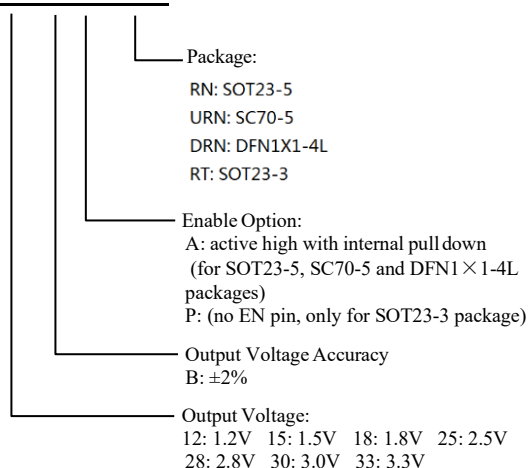 Package:
RN: SOT23-5
URN: SC70-5
DRN: DFN1X1-4L
RT: SOT23-3
Enable Option:
A: active high with internal pull down
(for SOT23-5, SC70-5 and DFN1×1-4L
packages)
P: (no EN pin, only for SOT23-3 package)
Output Voltage Accuracy
B: ±2%
Output Voltage:
12: 1.2V 15: 1.5V 18: 1.8V 25: 2.5V
28: 2.8V 30: 3.0V 33: 3.3V